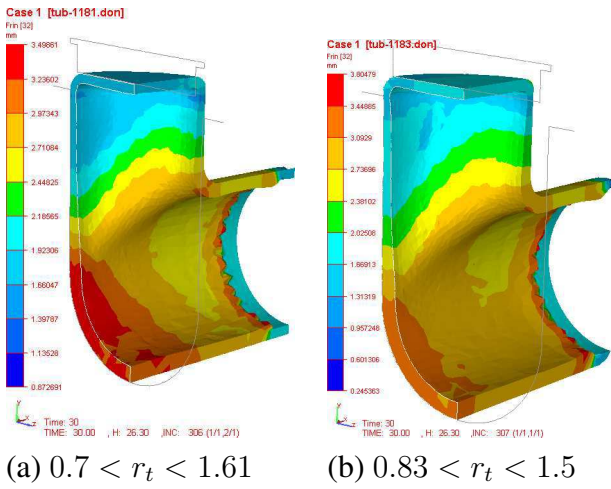 Case 1 [tub-1181.don]
Frin [32]
mm
3.49861
3.23602
2.97343
2.71084
2.44825
2.18565
1.92306
1.66047
1.39787
1.13528
0.872691
y
x
Time: 30
TIME: 30.00 , H: 26.30 ,INC: 306 (1/1,2/1)
(a) 0.7 < r_t < 1.61
Case 1 [tub-1183.don]
Frin [32]
mm
3.80479
3.44885
3.0929
2.73696
2.38102
2.02508
1.66913
1.31319
0.957248
0.601306
0.245363
y
x
Time: 30
TIME: 30.00 , H: 26.30 ,INC: 307 (1/1,1/1)
(b) 0.83 < r_t < 1.5